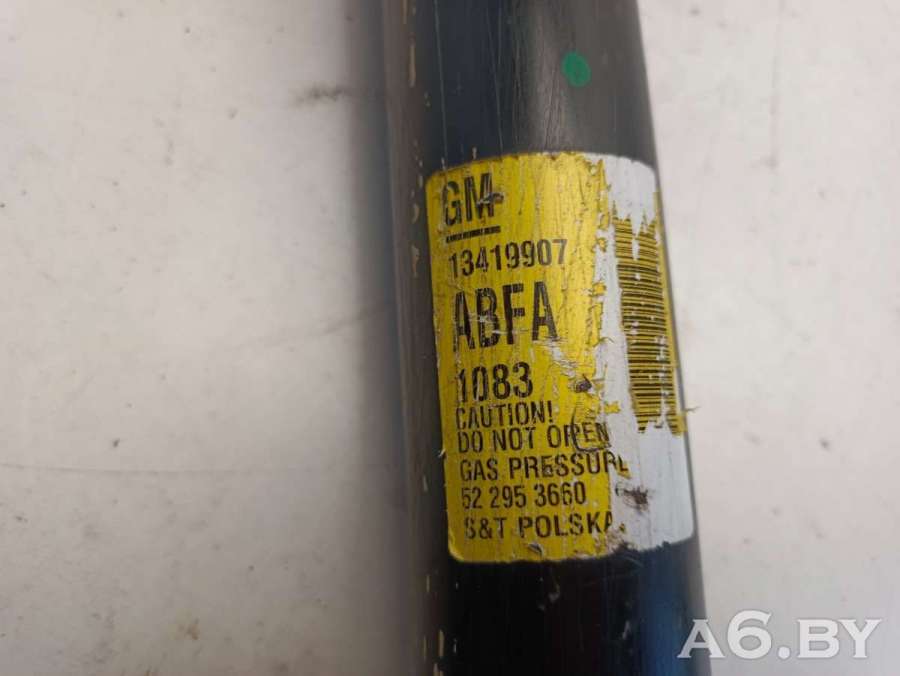 GM
13419907
ABFA
1083
CAUTION!
DO NOT OPEN
GAS PRESSURE
52 295 3660
S&T POLSKA
A6.BY